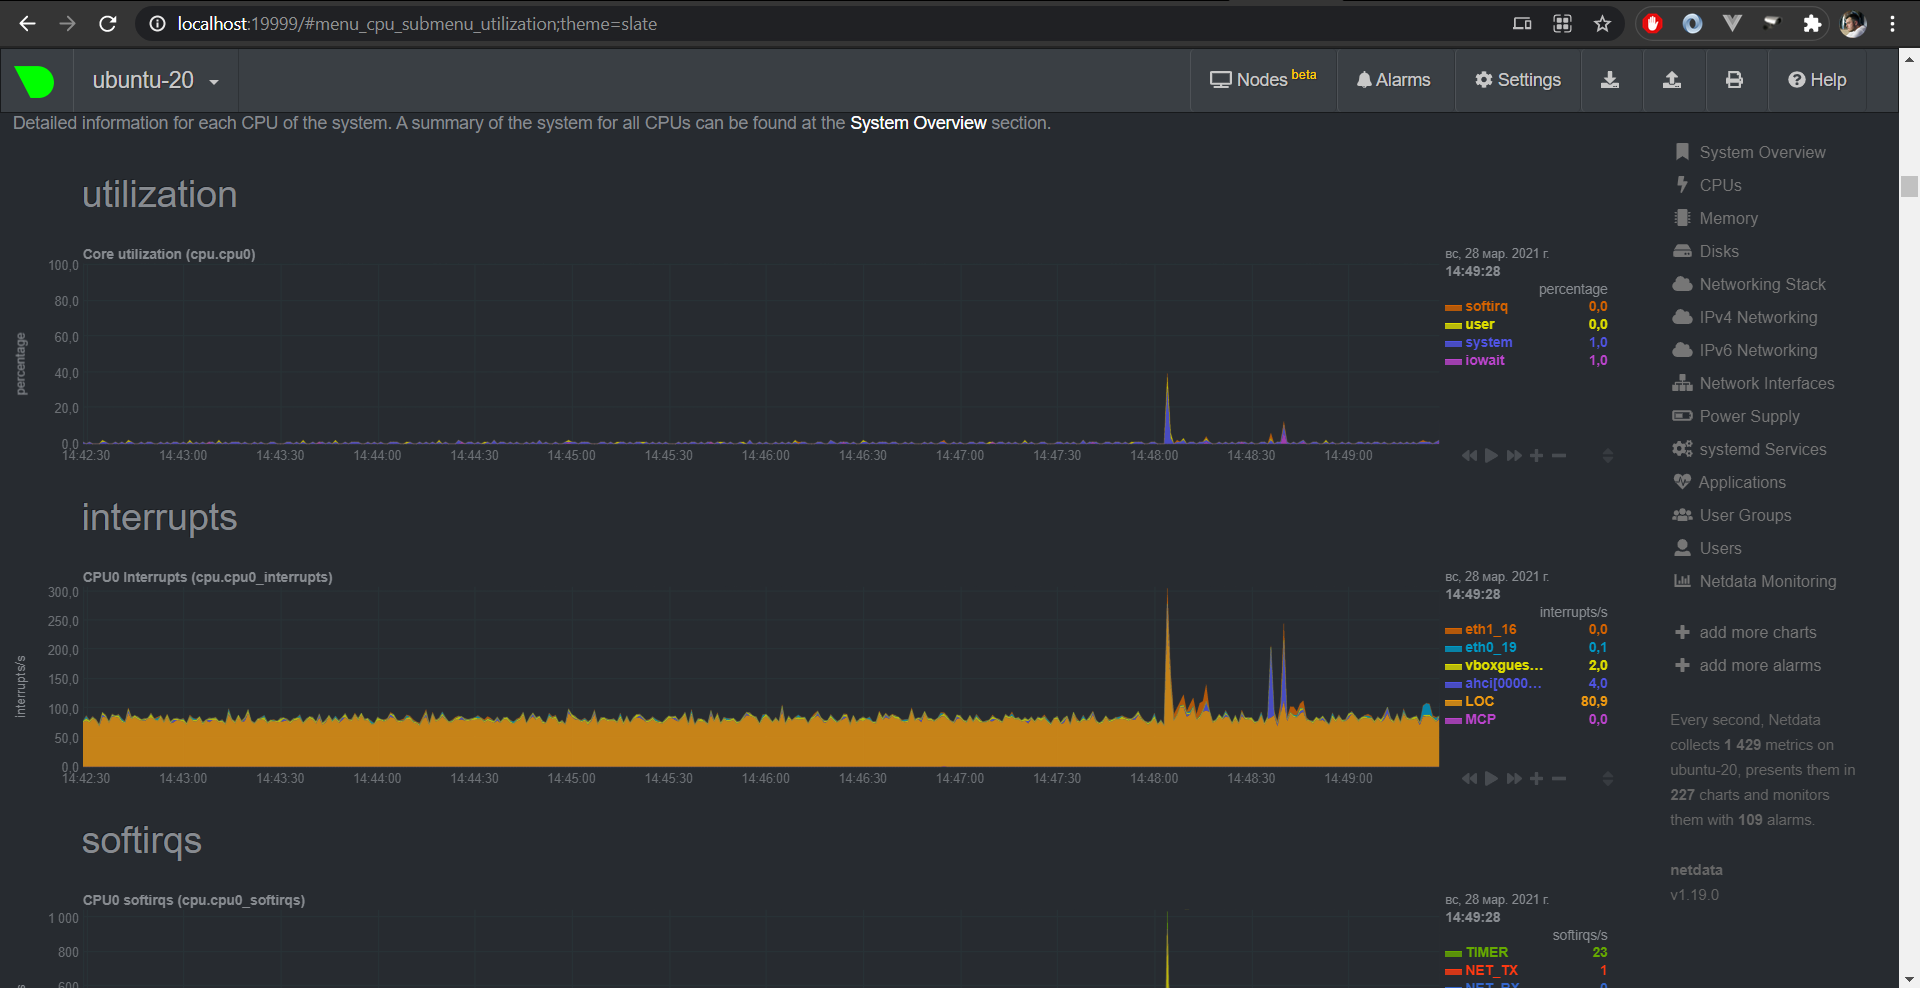 localhost:19999/#menu_cpu_submenu_utilization;theme=slate
ubuntu-20
Nodes beta
Alarms
Settings
Help
Detailed information for each CPU of the system. A summary of the system for all CPUs can be found at the System Overview section.
utilization
Core utilization (cpu.cpu0)
percentage
100,0
80,0
60,0
40,0
20,0
0,0
14:42:30 14:43:00 14:43:30 14:44:00 14:44:30 14:45:00 14:45:30 14:46:00 14:46:30 14:47:00 14:47:30 14:48:00 14:48:30 14:49:00
вс, 28 мар. 2021 г.
14:49:28
percentage
softirq 0,0
user 0,0
system 1,0
iowait 1,0
interrupts
CPU0 Interrupts (cpu.cpu0_interrupts)
interrupts/s
300,0
250,0
200,0
150,0
100,0
50,0
0,0
14:42:30 14:43:00 14:43:30 14:44:00 14:44:30 14:45:00 14:45:30 14:46:00 14:46:30 14:47:00 14:47:30 14:48:00 14:48:30 14:49:00
вс, 28 мар. 2021 г.
14:49:28
interrupts/s
eth1_16 0,0
eth0_19 0,1
vboxgues... 2,0
ahci[0000... 4,0
LOC 80,9
MCP 0,0
softirqs
CPU0 softirqs (cpu.cpu0_softirqs)
1 000
800
600
вс, 28 мар. 2021 г.
14:49:28
softirqs/s
TIMER 23
NET_TX 1
NET_RX 0
System Overview
CPUs
Memory
Disks
Networking Stack
IPv4 Networking
IPv6 Networking
Network Interfaces
Power Supply
systemd Services
Applications
User Groups
Users
Netdata Monitoring
add more charts
add more alarms
Every second, Netdata
collects 1 429 metrics on
ubuntu-20, presents them in
227 charts and monitors
them with 109 alarms.
netdata
v1.19.0